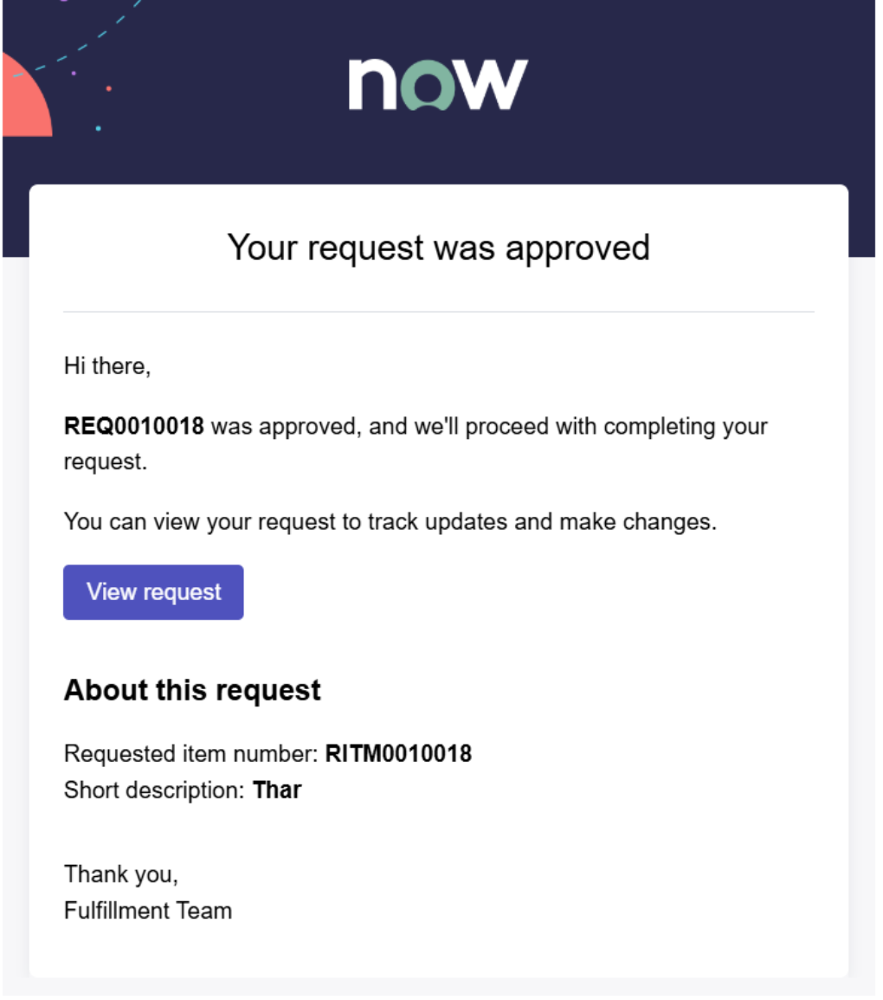 now
Your request was approved
Hi there,
REQ0010018 was approved, and we'll proceed with completing your
request.
You can view your request to track updates and make changes.
View request
About this request
Requested item number: RITM0010018
Short description: Thar
Thank you,
Fulfillment Team